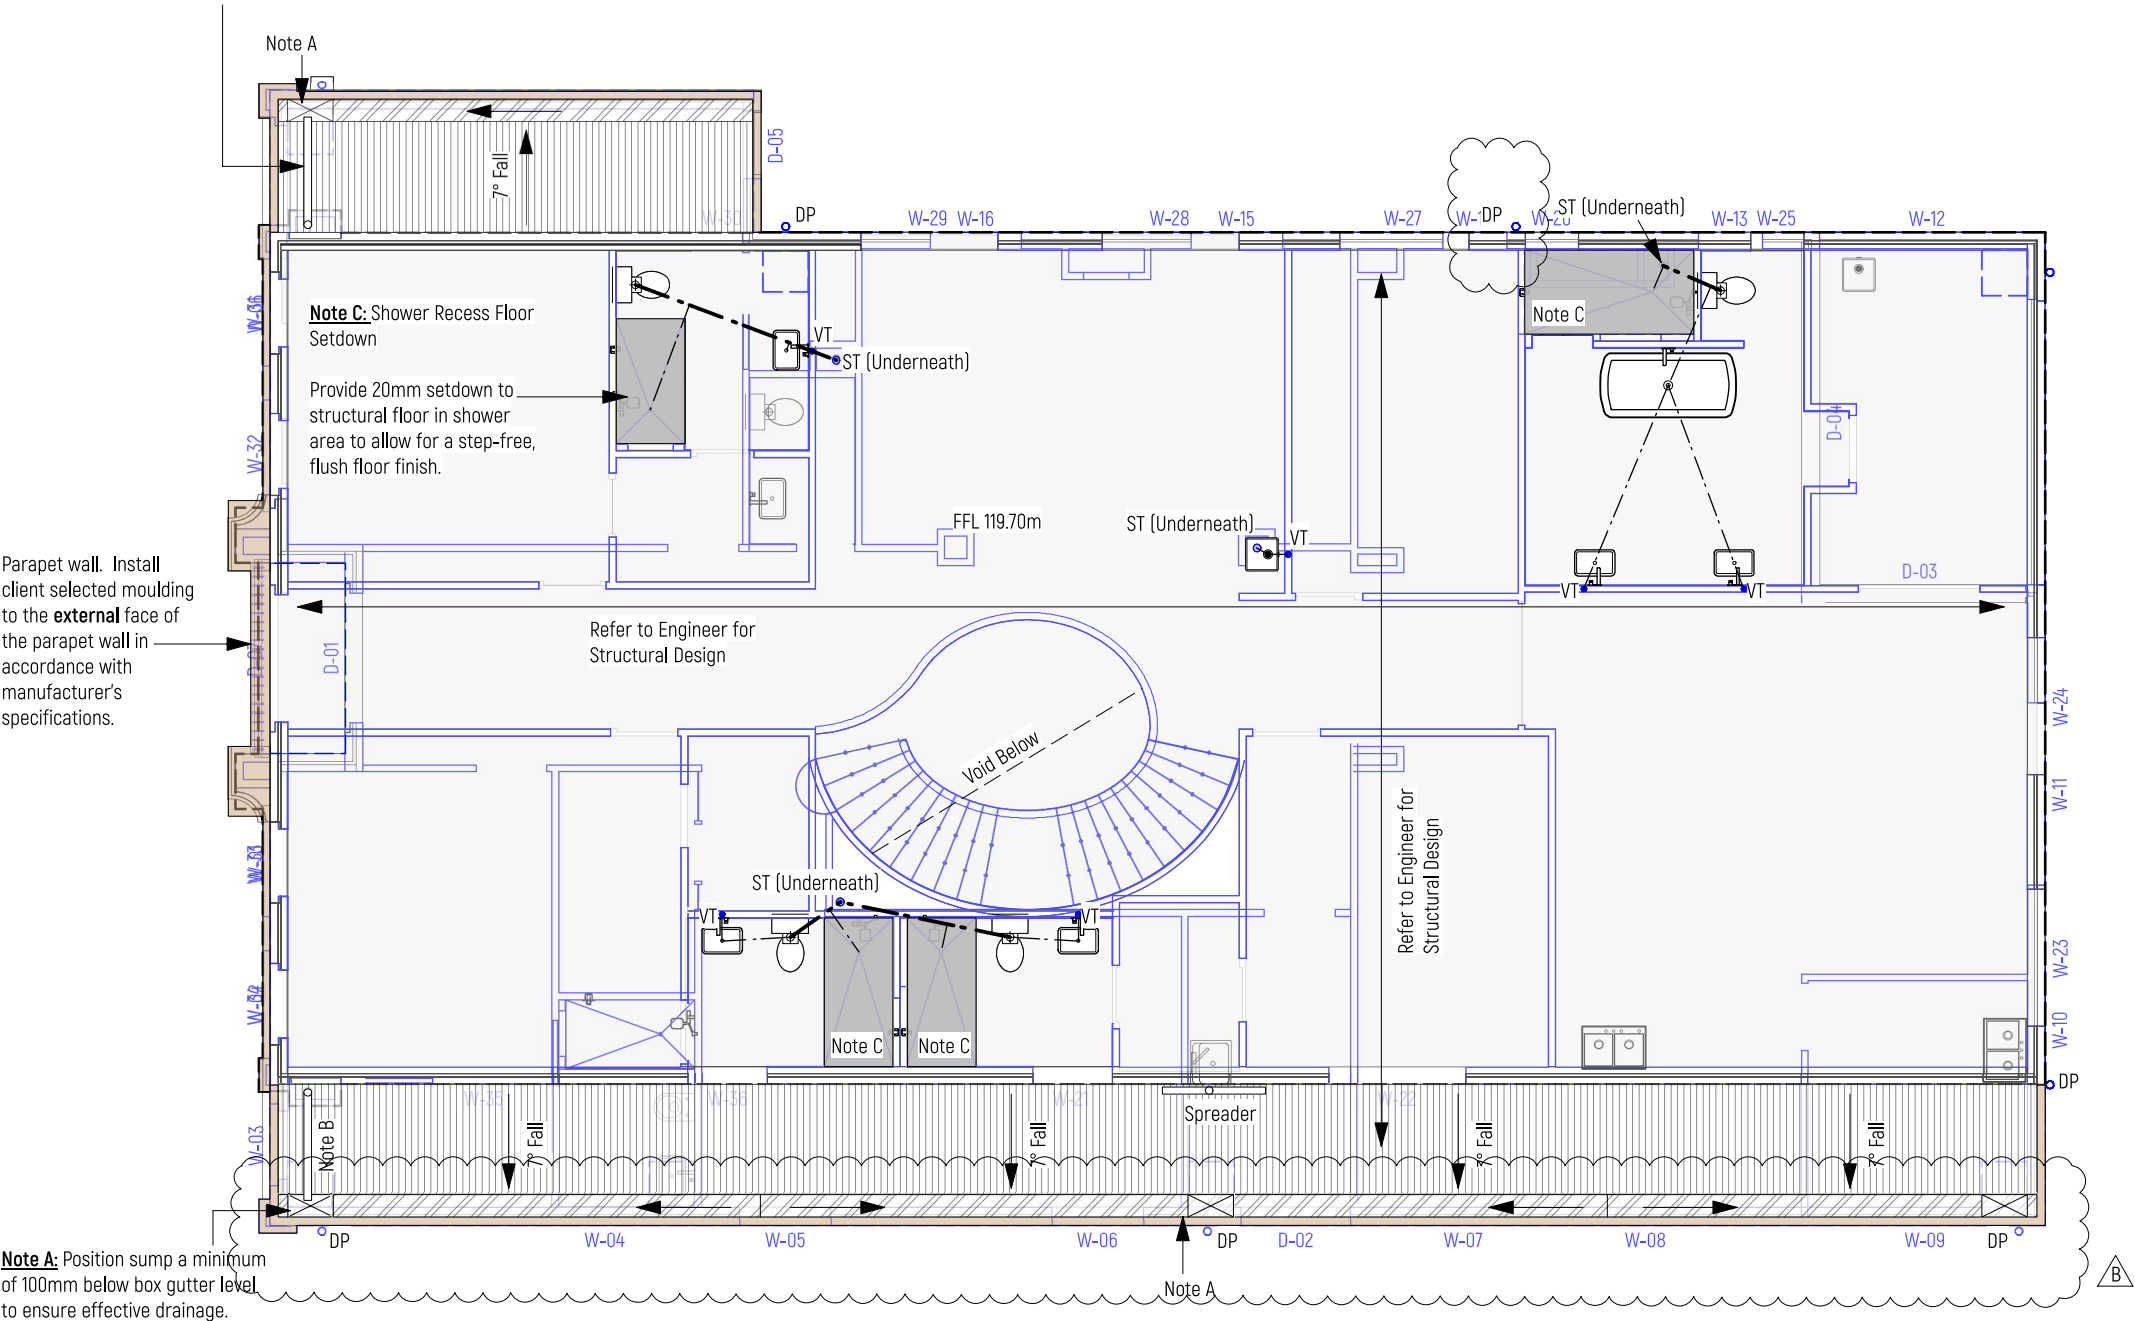 Note A
D-05
7° Fall
W-30
DP
W-29
W-16
W-28
W-15
W-27
DP
ST (Underneath)
W-13
W-25
W-12
Note C: Shower Recess Floor
Setdown
Provide 20mm setdown to
structural floor in shower
area to allow for a step-free,
flush floor finish.
VT
ST (Underneath)
Note C
W-32
D-04
FFL 119.70m
ST (Underneath)
VT
D-03
VT
VT
Parapet wall. Install
client selected moulding
to the external face of
the parapet wall in
accordance with
manufacturer's
specifications.
D-01
Refer to Engineer for
Structural Design
Void Below
W-24
W-11
Refer to Engineer for
Structural Design
ST (Underneath)
VT
VT
W-23
W-10
Note C
Note C
DP
W-35
W-36
W-21
W-22
Spreader
W-03
Note B
7° Fall
7° Fall
7° Fall
7° Fall
DP
W-04
W-05
W-06
DP
D-02
W-07
W-08
W-09
DP
Note A: Position sump a minimum
of 100mm below box gutter level
to ensure effective drainage.
Note A
B